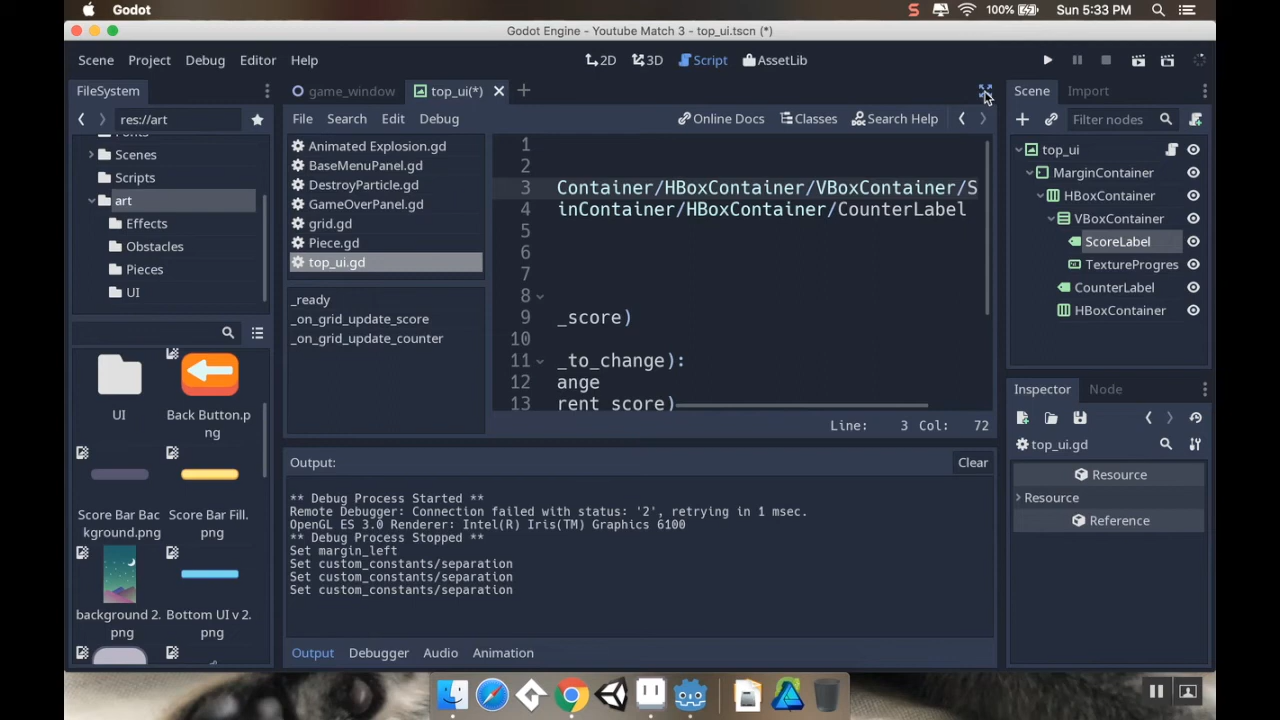 Godot
100%
Sun 5:33 PM
Godot Engine - Youtube Match 3 - top_ui.tscn (*)
Scene Project Debug Editor Help
2D 3D Script AssetLib
FileSystem
game_window
top_ui(*)
Scene Import
res://art
File Search Edit Debug
Online Docs Classes Search Help
Filter nodes
Scenes
Scripts
art
Effects
Obstacles
Pieces
UI
Animated Explosion.gd
BaseMenuPanel.gd
DestroyParticle.gd
GameOverPanel.gd
grid.gd
Piece.gd
top_ui.gd
_ready
_on_grid_update_score
_on_grid_update_counter
1
2
3 Container/HBoxContainer/VBoxContainer/S
4 inContainer/HBoxContainer/CounterLabel
5
6
7
8
9 _score)
10
11 _to_change):
12 ange
13 rent_score)
Line: 3 Col: 72
top_ui
MarginContainer
HBoxContainer
VBoxContainer
ScoreLabel
TextureProgres
CounterLabel
HBoxContainer
UI
Back Button.p
ng
Score Bar Bac
kground.png
Score Bar Fill.
png
background 2.
png
Bottom UI v 2.
png
Output:
Clear
** Debug Process Started **
Remote Debugger: Connection failed with status: '2', retrying in 1 msec.
OpenGL ES 3.0 Renderer: Intel(R) Iris(TM) Graphics 6100
** Debug Process Stopped **
Set margin_left
Set custom_constants/separation
Set custom_constants/separation
Set custom_constants/separation
Output Debugger Audio Animation
Inspector Node
top_ui.gd
Resource
Resource
Reference